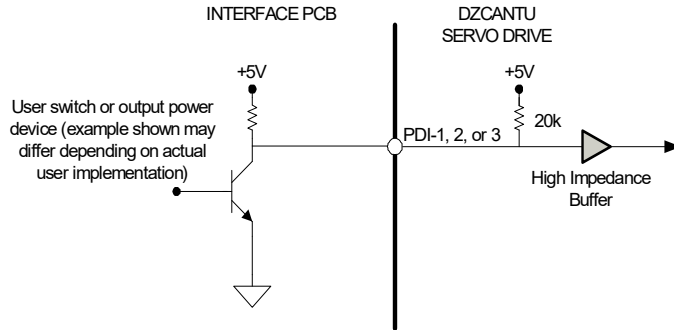 INTERFACE PCB
DZCANTU
SERVO DRIVE
+5V
+5V
User switch or output power
device (example shown may
differ depending on actual
user implementation)
PDI-1, 2, or 3
20k
High Impedance
Buffer